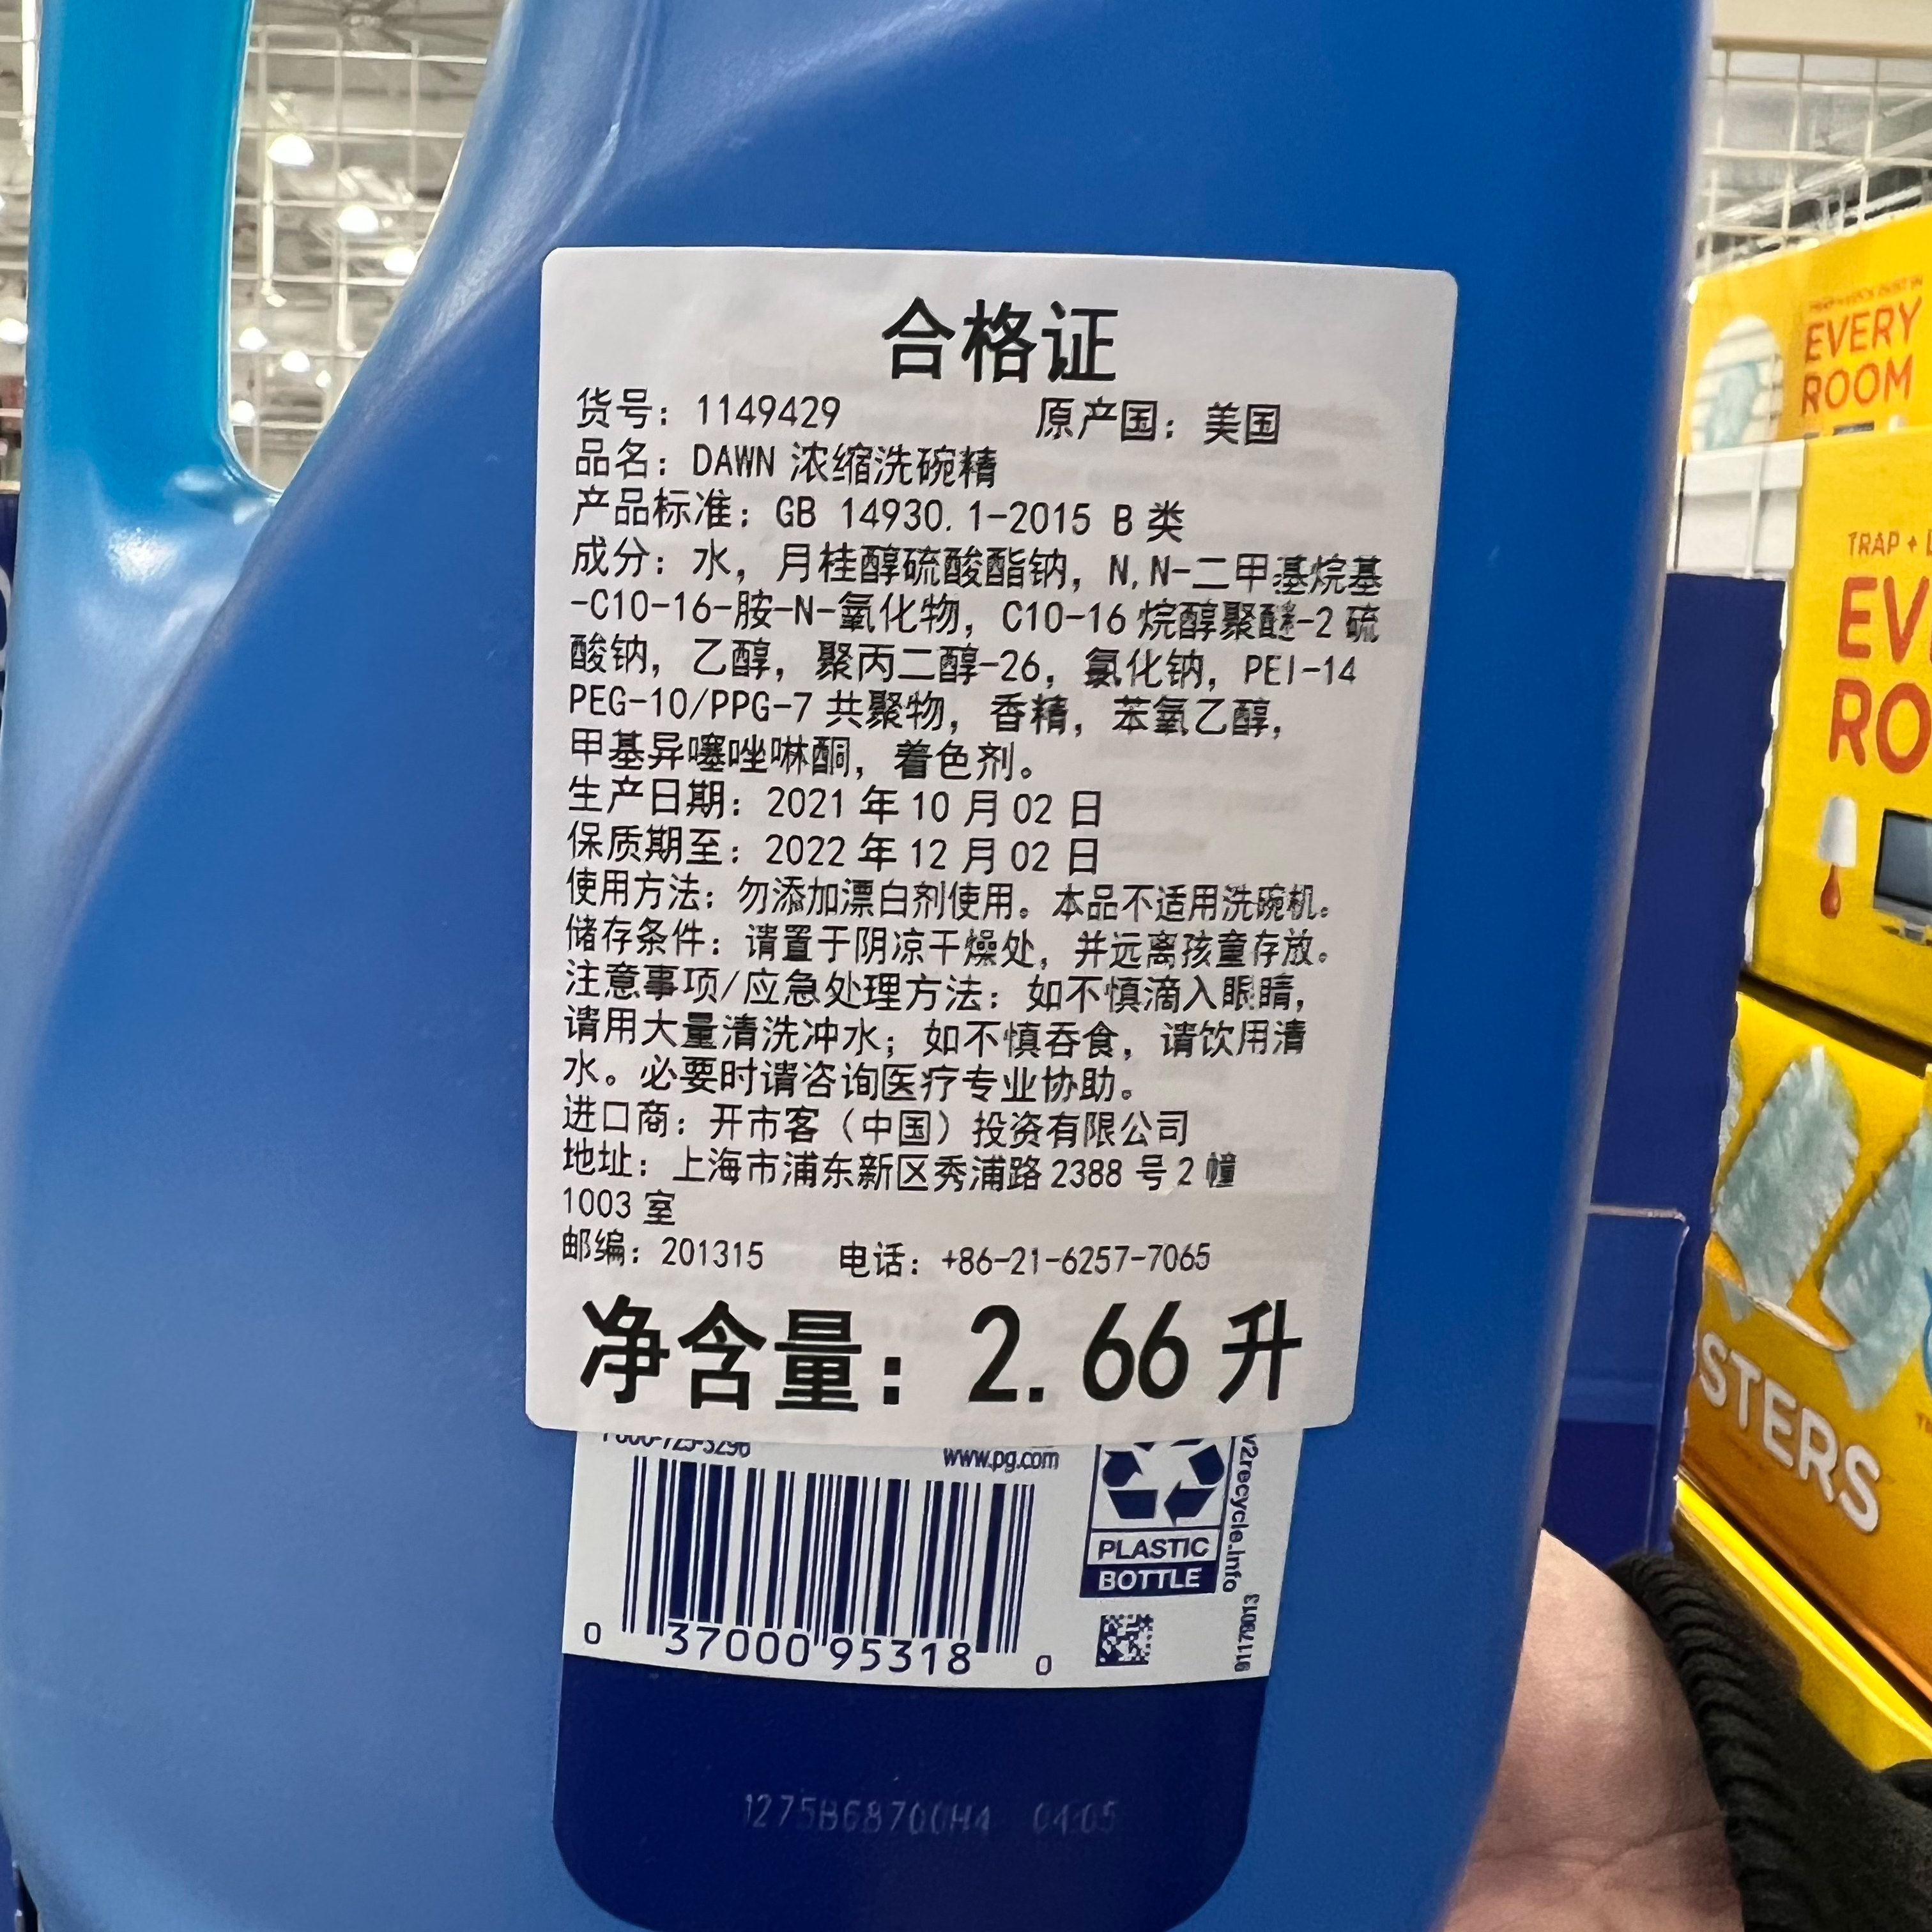 合格证
货号：1149429 原产国：美国
品名：DAWN 浓缩洗碗精
产品标准：GB 14930.1-2015 B 类
成分：水，月桂醇硫酸酯钠，N,N-二甲基烷基
-C10-16-胺-N-氧化物，C10-16 烷醇聚醚-2 硫
酸钠，乙醇，聚丙二醇-26，氯化钠，PEI-14
PEG-10/PPG-7 共聚物，香精，苯氧乙醇，
甲基异噻唑啉酮，着色剂。
生产日期：2021 年 10 月 02 日
保质期至：2022 年 12 月 02 日
使用方法：勿添加漂白剂使用。本品不适用洗碗机。
储存条件：请置于阴凉干燥处，并远离孩童存放。
注意事项/应急处理方法：如不慎滴入眼睛，
请用大量清洗冲水；如不慎吞食，请饮用清
水。必要时请咨询医疗专业协助。
进口商：开市客（中国）投资有限公司
地址：上海市浦东新区秀浦路 2388 号 2 幢
1003 室
邮编：201315 电话：+86-21-6257-7065
净含量：2.66 升
www.pg.com
PLASTIC
BOTTLE
0 37000 95318 0
1275B68700H4 04:05
EVERY
ROOM
TRAP +
EV
RO
STERS